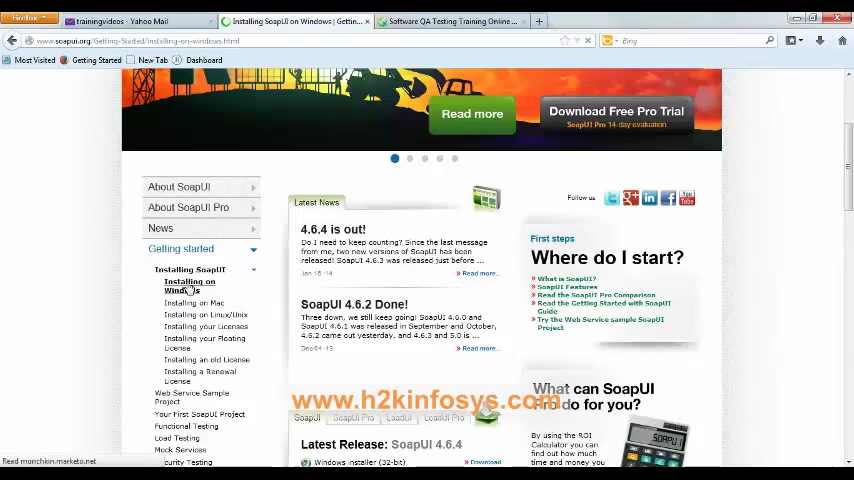 Firefox
trainingvideos - Yahoo Mail
Installing SoapUI on Windows | Gettin...
Software QA Testing Training Online ...
www.soapui.org/Getting-Started/installing-on-windows.html
Bing
Most Visited
Getting Started
New Tab
Dashboard
Read more
Download Free Pro Trial
SoapUI Pro 14-day evaluation
About SoapUI
About SoapUI Pro
News
Getting started
Installing SoapUI
Installing on
Windows
Installing on Mac
Installing on Linux/Unix
Installing your Licenses
Installing your Floating
License
Installing an old License
Installing a Renewal
License
Web Service Sample
Project
Your First SoapUI Project
Functional Testing
Load Testing
Mock Services
Security Testing
Latest News
4.6.4 is out!
Do I need to keep counting? Since the last message
from me, two new versions of SoapUI have been
released! SoapUI 4.6.3 was released just before ...
Jan 16 -14
Read more...
SoapUI 4.6.2 Done!
Three down, we still keep going! SoapUI 4.6.0 and
SoapUI 4.6.1 was released in September and October,
4.6.2 came out yesterday, and 4.6.3 and 5.0 is ...
Dec 04 -13
Read more...
www.h2kinfosys.com
SoapUI
SoapUI Pro
LoadUI
LoadUI Pro
Latest Release: SoapUI 4.6.4
Windows installer (32-bit)
Download
Follow us
You
Tube
First steps
Where do I start?
What is SoapUI?
SoapUI Features
Read the SoapUI Pro Comparison
Read the Getting Started with SoapUI
Guide
Try the Web Service sample SoapUI
Project
What can SoapUI
Pro do for you?
By using the ROI
Calculator you can
find out how much
time and money you
SOAPUI
Read munchkin.marketo.net